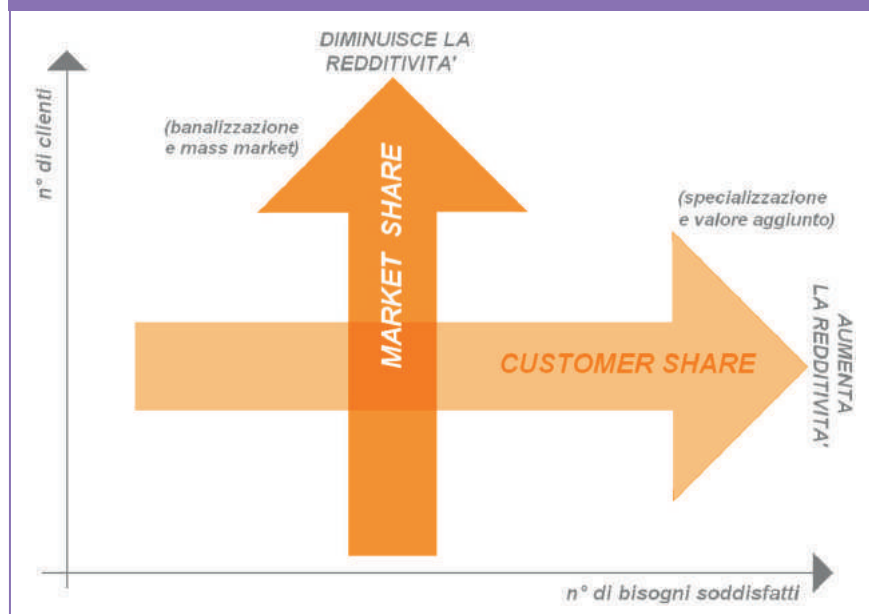 DIMINUISCE LA
REDDITIVITA'
n° di clienti
(banalizzazione
e mass market)
MARKET SHARE
(specializzazione
e valore aggiunto)
CUSTOMER SHARE
AUMENTA
LA REDDITIVITA'
n° di bisogni soddisfatti